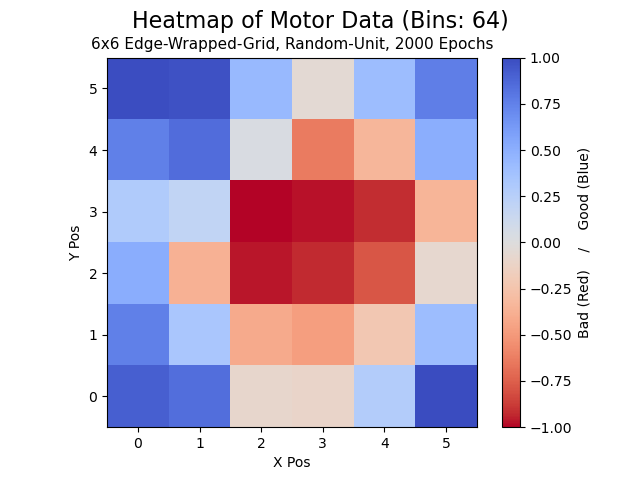 Heatmap of Motor Data (Bins: 64)
6x6 Edge-Wrapped-Grid, Random-Unit, 2000 Epochs
5
4
3
2
1
0
Y Pos
0 1 2 3 4 5
X Pos
1.00
0.75
0.50
0.25
0.00
−0.25
−0.50
−0.75
−1.00
Bad (Red) / Good (Blue)